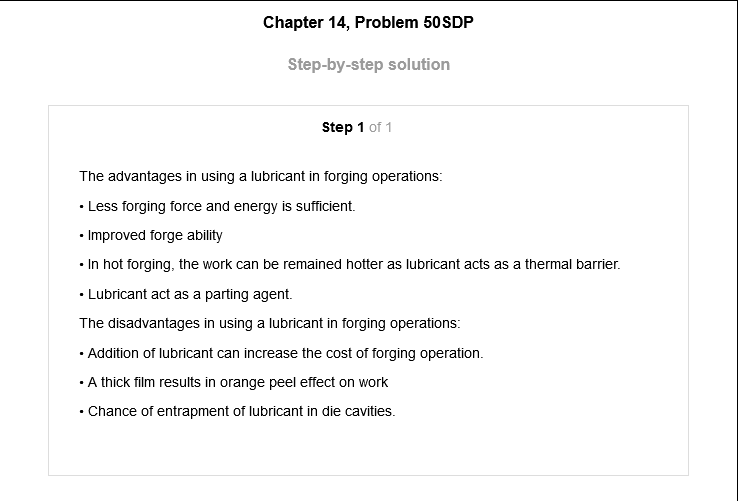 Chapter 14, Problem 50SDP
Step-by-step solution
Step 1 of 1
The advantages in using a lubricant in forging operations:
• Less forging force and energy is sufficient.
• Improved forge ability
• In hot forging, the work can be remained hotter as lubricant acts as a thermal barrier.
• Lubricant act as a parting agent.
The disadvantages in using a lubricant in forging operations:
• Addition of lubricant can increase the cost of forging operation.
• A thick film results in orange peel effect on work
• Chance of entrapment of lubricant in die cavities.